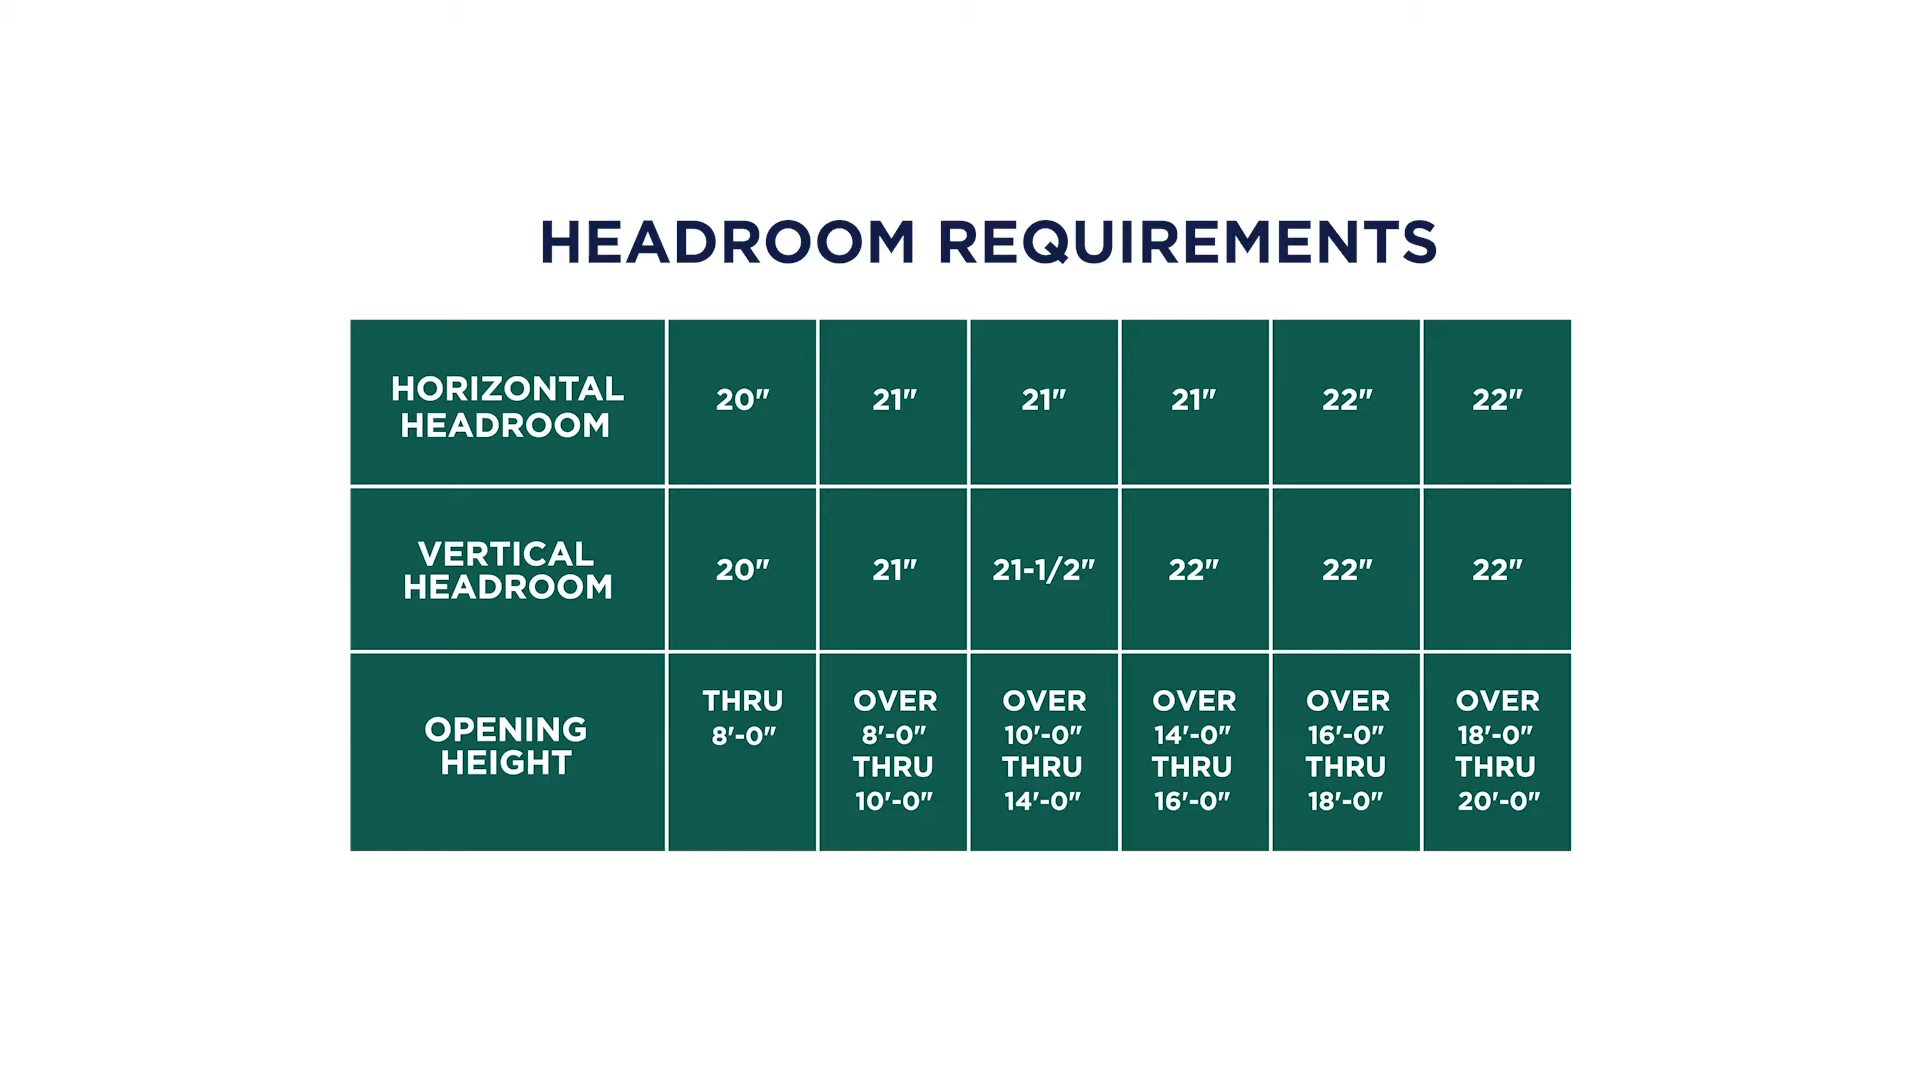 HEADROOM REQUIREMENTS
HORIZONTAL
HEADROOM
20"
21"
21"
21"
22"
22"
VERTICAL
HEADROOM
20"
21"
21-1/2"
22"
22"
22"
OPENING
HEIGHT
THRU
8'-0"
OVER
8'-0"
THRU
10'-0"
OVER
10'-0"
THRU
14'-0"
OVER
14'-0"
THRU
16'-0"
OVER
16'-0"
THRU
18'-0"
OVER
18'-0"
THRU
20'-0"